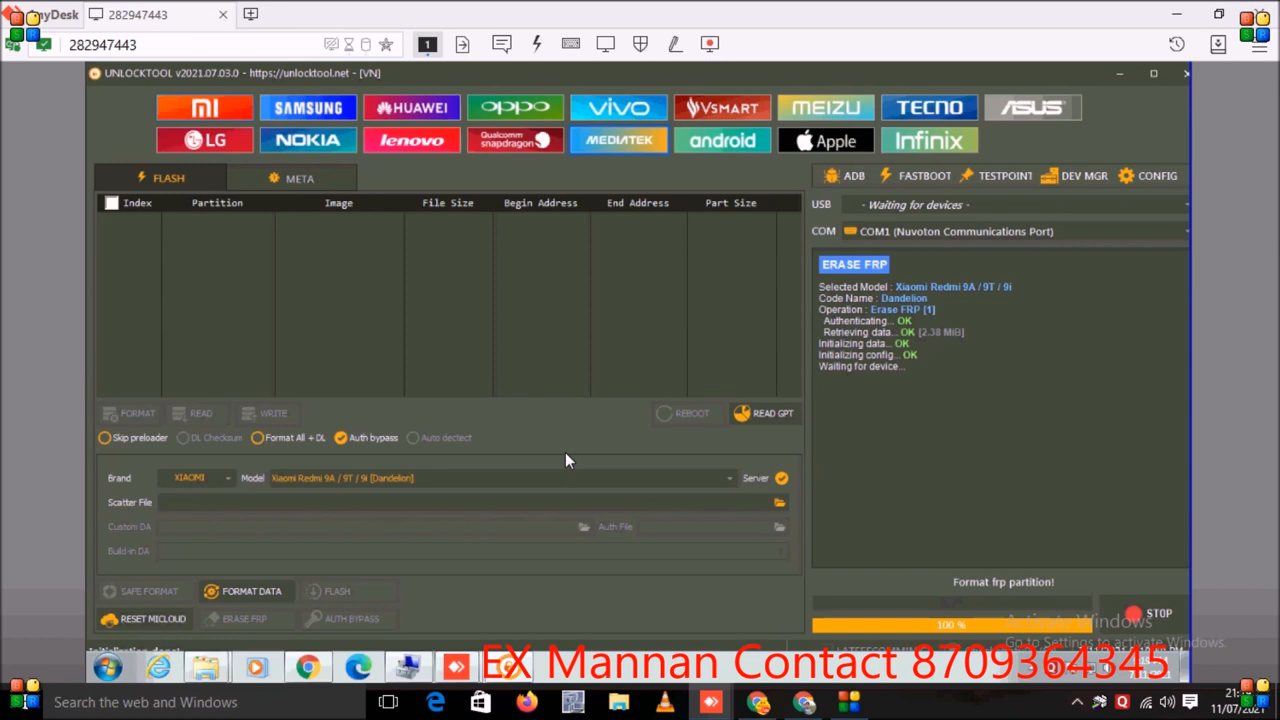 AnyDesk 282947443
282947443
1
UNLOCKTOOL v2021.07.03.0 - https://unlocktool.net - [VN]
MI SAMSUNG HUAWEI OPPO VIVO VSMART MEIZU TECNO ASUS
LG NOKIA lenovo Qualcomm snapdragon MEDIATEK android Apple Infinix
FLASH META
ADB FASTBOOT TESTPOINT DEV MGR CONFIG
Index Partition Image File Size Begin Address End Address Part Size
USB - Waiting for devices -
COM COM1 (Nuvoton Communications Port)
ERASE FRP
Selected Model : Xiaomi Redmi 9A / 9T / 9i
Code Name : Dandelion
Operation : Erase FRP [1]
Authenticating... OK
Retrieving data... OK [2.38 MiB]
Initializing data... OK
Initializing config... OK
Waiting for device...
FORMAT READ WRITE REBOOT READ GPT
Skip preloader DL Checksum Format All + DL Auth bypass Auto dectect
Brand XIAOMI Model Xiaomi Redmi 9A / 9T / 9i [Dandelion] Server
Scatter File
Custom DA Auth File
Build-in DA
Format frp partition!
SAFE FORMAT FORMAT DATA FLASH
RESET MICLOUD ERASE FRP AUTH BYPASS
100 % STOP
Activate Windows
Go to Settings to activate Windows.
EX Mannan Contact 8709364345
Search the web and Windows